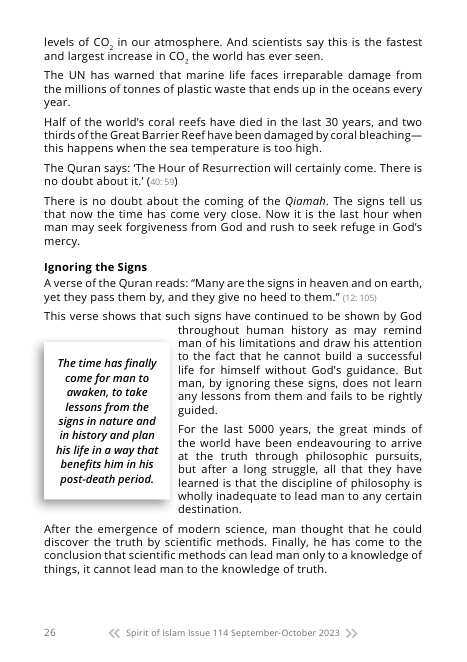 levels of CO2 in our atmosphere. And scientists say this is the fastest
and largest increase in CO2 the world has ever seen.
The UN has warned that marine life faces irreparable damage from
the millions of tonnes of plastic waste that ends up in the oceans every
year.
Half of the world's coral reefs have died in the last 30 years, and two
thirds of the Great Barrier Reef have been damaged by coral bleaching—
this happens when the sea temperature is too high.
The Quran says: 'The Hour of Resurrection will certainly come. There is
no doubt about it.' (40: 59)
There is no doubt about the coming of the Qiamah. The signs tell us
that now the time has come very close. Now it is the last hour when
man may seek forgiveness from God and rush to seek refuge in God's
mercy.
Ignoring the Signs
A verse of the Quran reads: “Many are the signs in heaven and on earth,
yet they pass them by, and they give no heed to them.” (12: 105)
This verse shows that such signs have continued to be shown by God
throughout human history as may remind
man of his limitations and draw his attention
to the fact that he cannot build a successful
life for himself without God's guidance. But
man, by ignoring these signs, does not learn
any lessons from them and fails to be rightly
guided.
The time has finally
come for man to
awaken, to take
lessons from the
signs in nature and
in history and plan
his life in a way that
benefits him in his
post-death period.
For the last 5000 years, the great minds of
the world have been endeavouring to arrive
at the truth through philosophic pursuits,
but after a long struggle, all that they have
learned is that the discipline of philosophy is
wholly inadequate to lead man to any certain
destination.
After the emergence of modern science, man thought that he could
discover the truth by scientific methods. Finally, he has come to the
conclusion that scientific methods can lead man only to a knowledge of
things, it cannot lead man to the knowledge of truth.
26 Spirit of Islam Issue 114 September-October 2023